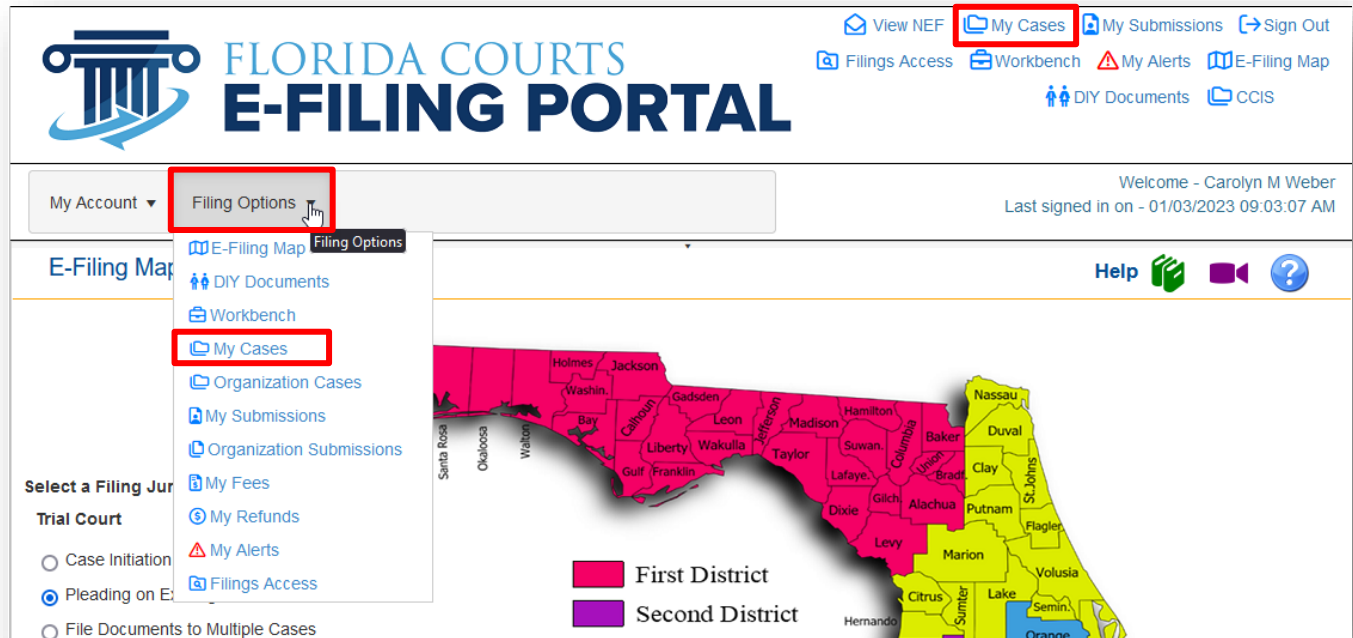 View NEF My Cases My Submissions Sign Out
FLORIDA COURTS
E-FILING PORTAL
Filings Access Workbench My Alerts E-Filing Map
DIY Documents CCIS
My Account Filing Options
Welcome - Carolyn M Weber
Last signed in on - 01/03/2023 09:03:07 AM
Filing Options
E-Filing Map
E-Filing Map
DIY Documents
Workbench
My Cases
Organization Cases
My Submissions
Organization Submissions
My Fees
My Refunds
My Alerts
Filings Access
Help
Select a Filing Jur
Trial Court
Case Initiation
Pleading on Ex g
File Documents to Multiple Cases
Holmes Jackson
Washin.
Bay
Calhoun
Gadsden
Leon
Jefferson
Madison
Hamilton
Columbia
Baker
Nassau
Duval
Santa Rosa
Okaloosa
Walton
Liberty
Wakulla
Taylor
Suwan.
Union
Bradf.
Clay
St.Johns
Gulf
Franklin
Lafaye.
Dixie
Gilch.
Alachua
Putnam
Flagler
Levy
Marion
Volusia
First District
Second District
Citrus
Sumter
Lake
Semin.
Hernando
Orange